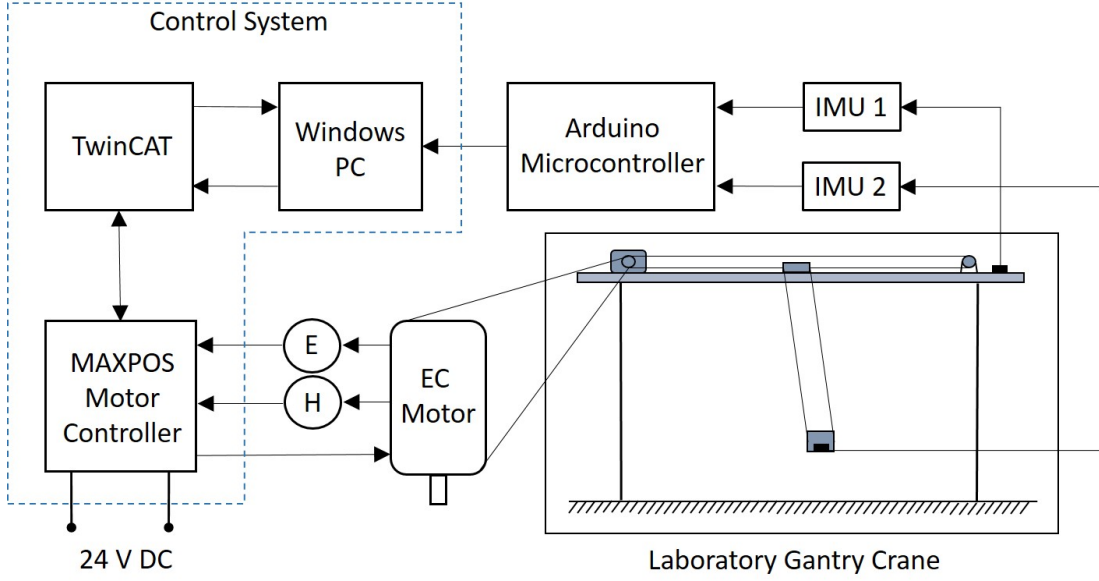 Control System
TwinCAT
Windows
PC
Arduino
Microcontroller
IMU 1
IMU 2
MAXPOS
Motor
Controller
E
H
EC
Motor
24 V DC
Laboratory Gantry Crane